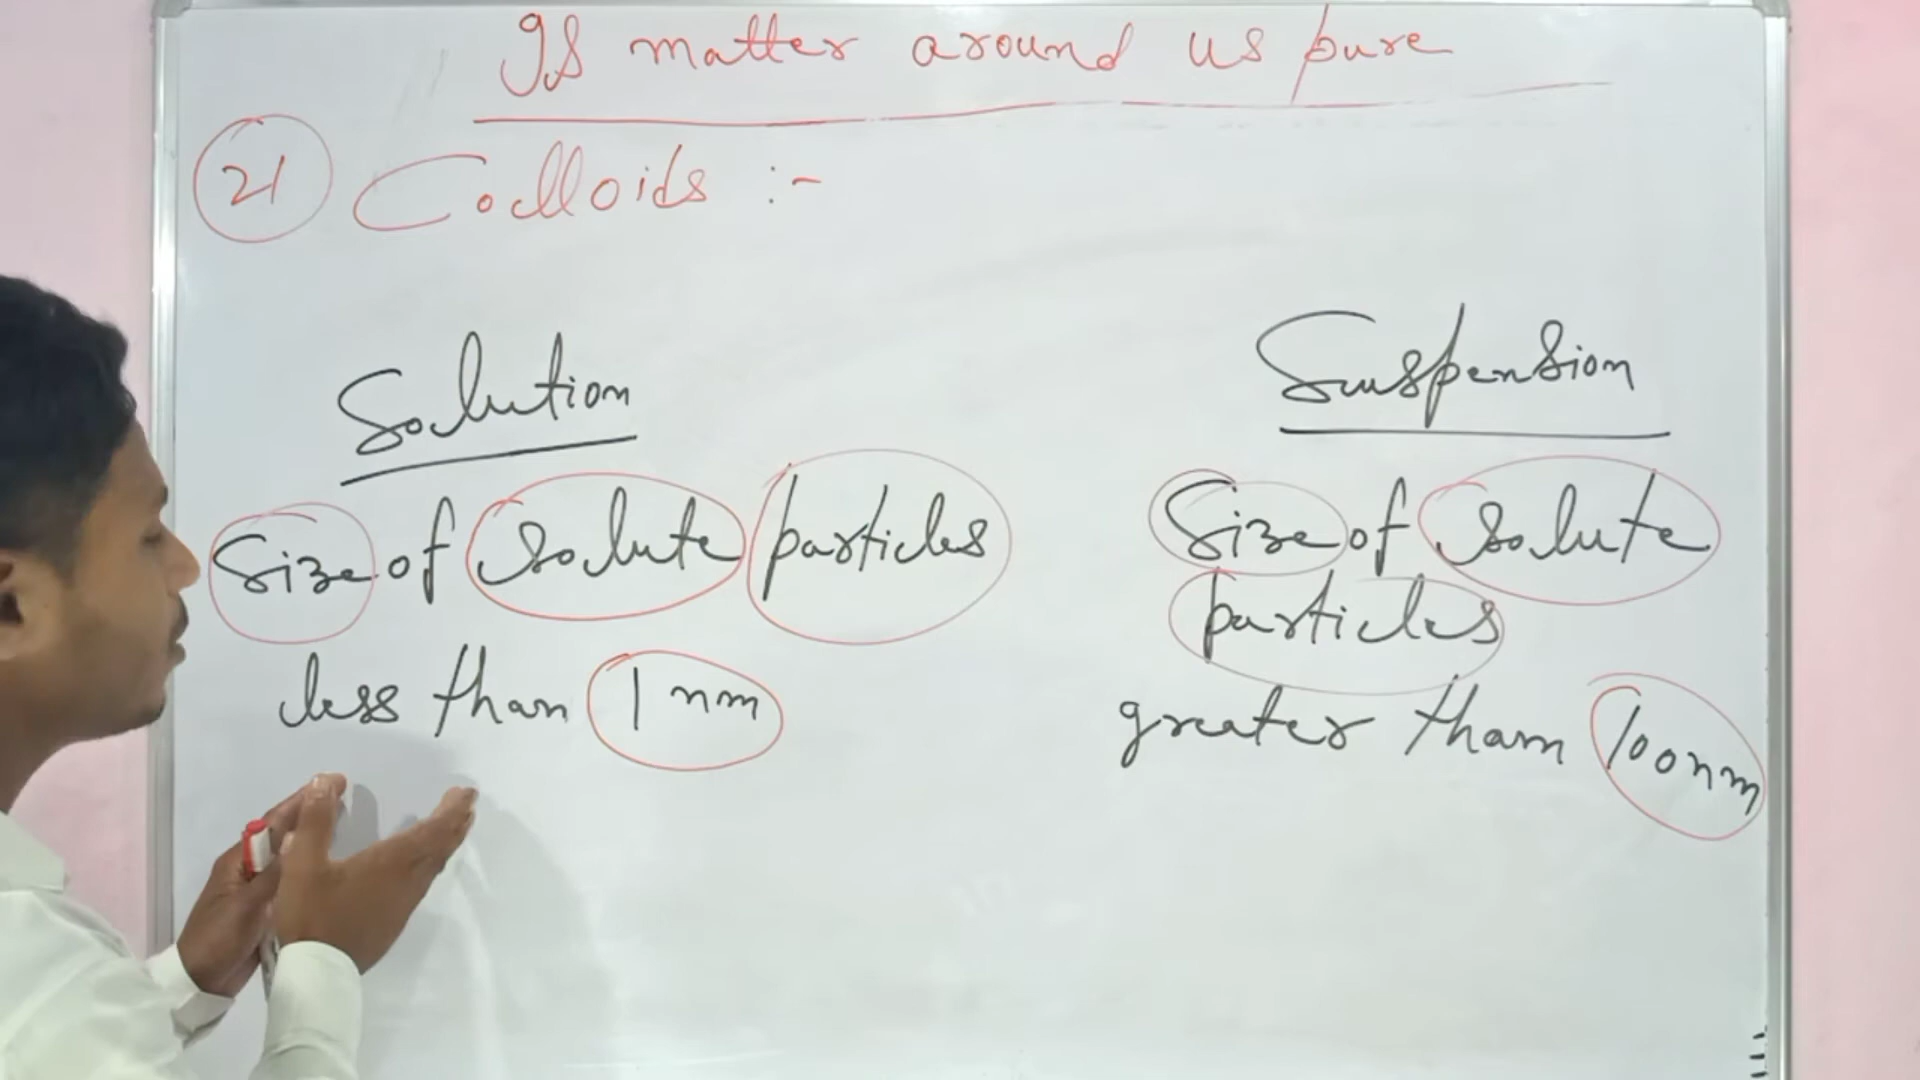 Is matter around us pure
21 Colloids :-
Solution
Size of solute particles
less than 1 nm
Suspension
Size of solute
particles
greater than 100nm